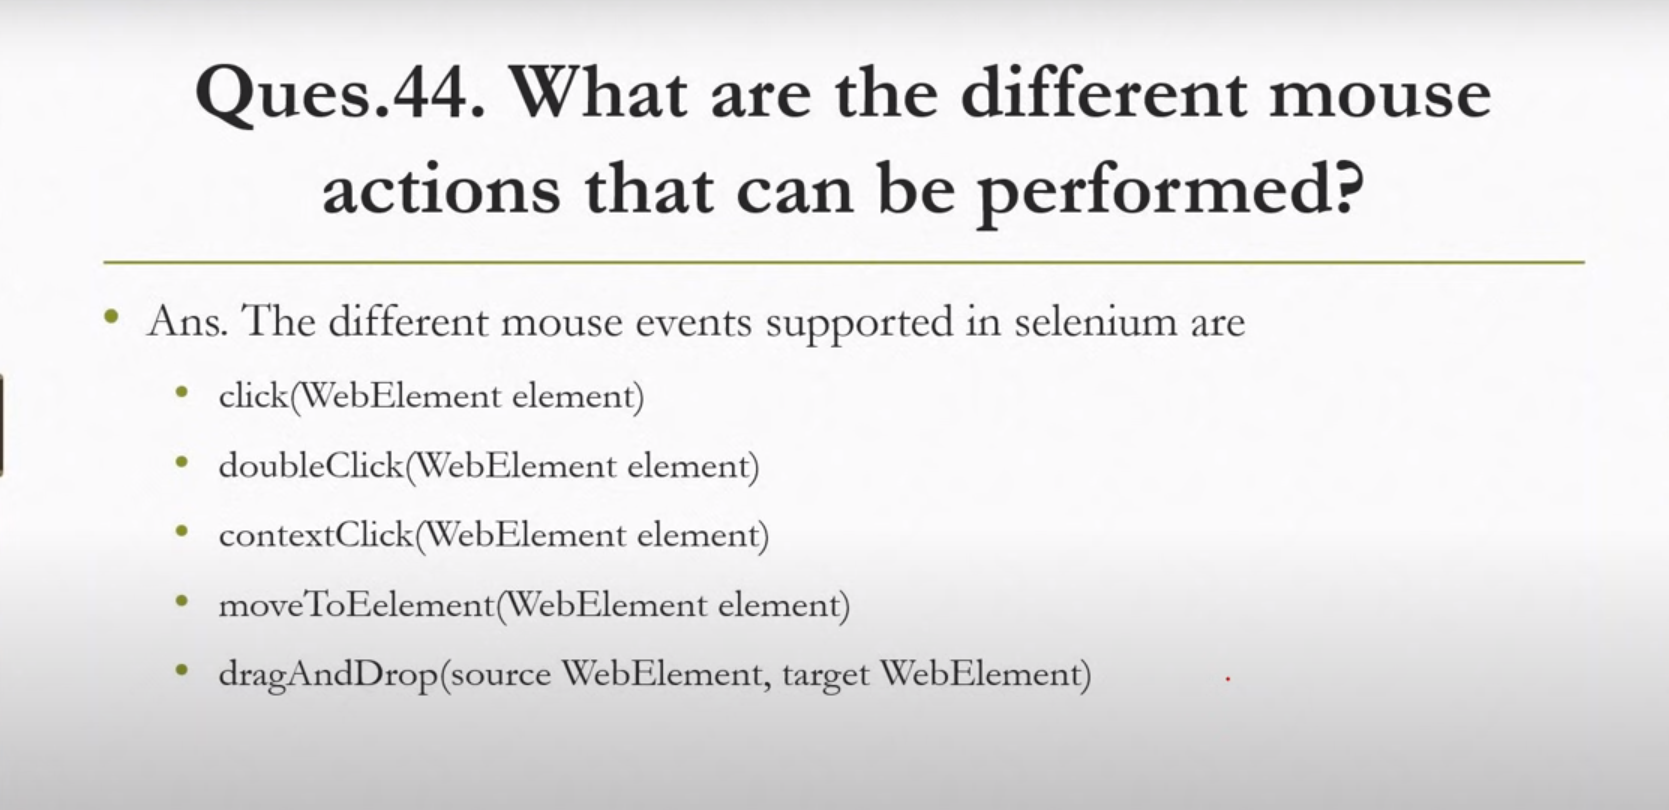 Ques.44. What are the different mouse
actions that can be performed?
• Ans. The different mouse events supported in selenium are
• click(WebElement element)
• doubleClick(WebElement element)
• contextClick(WebElement element)
• moveToEelement(WebElement element)
• dragAndDrop(source WebElement, target WebElement)